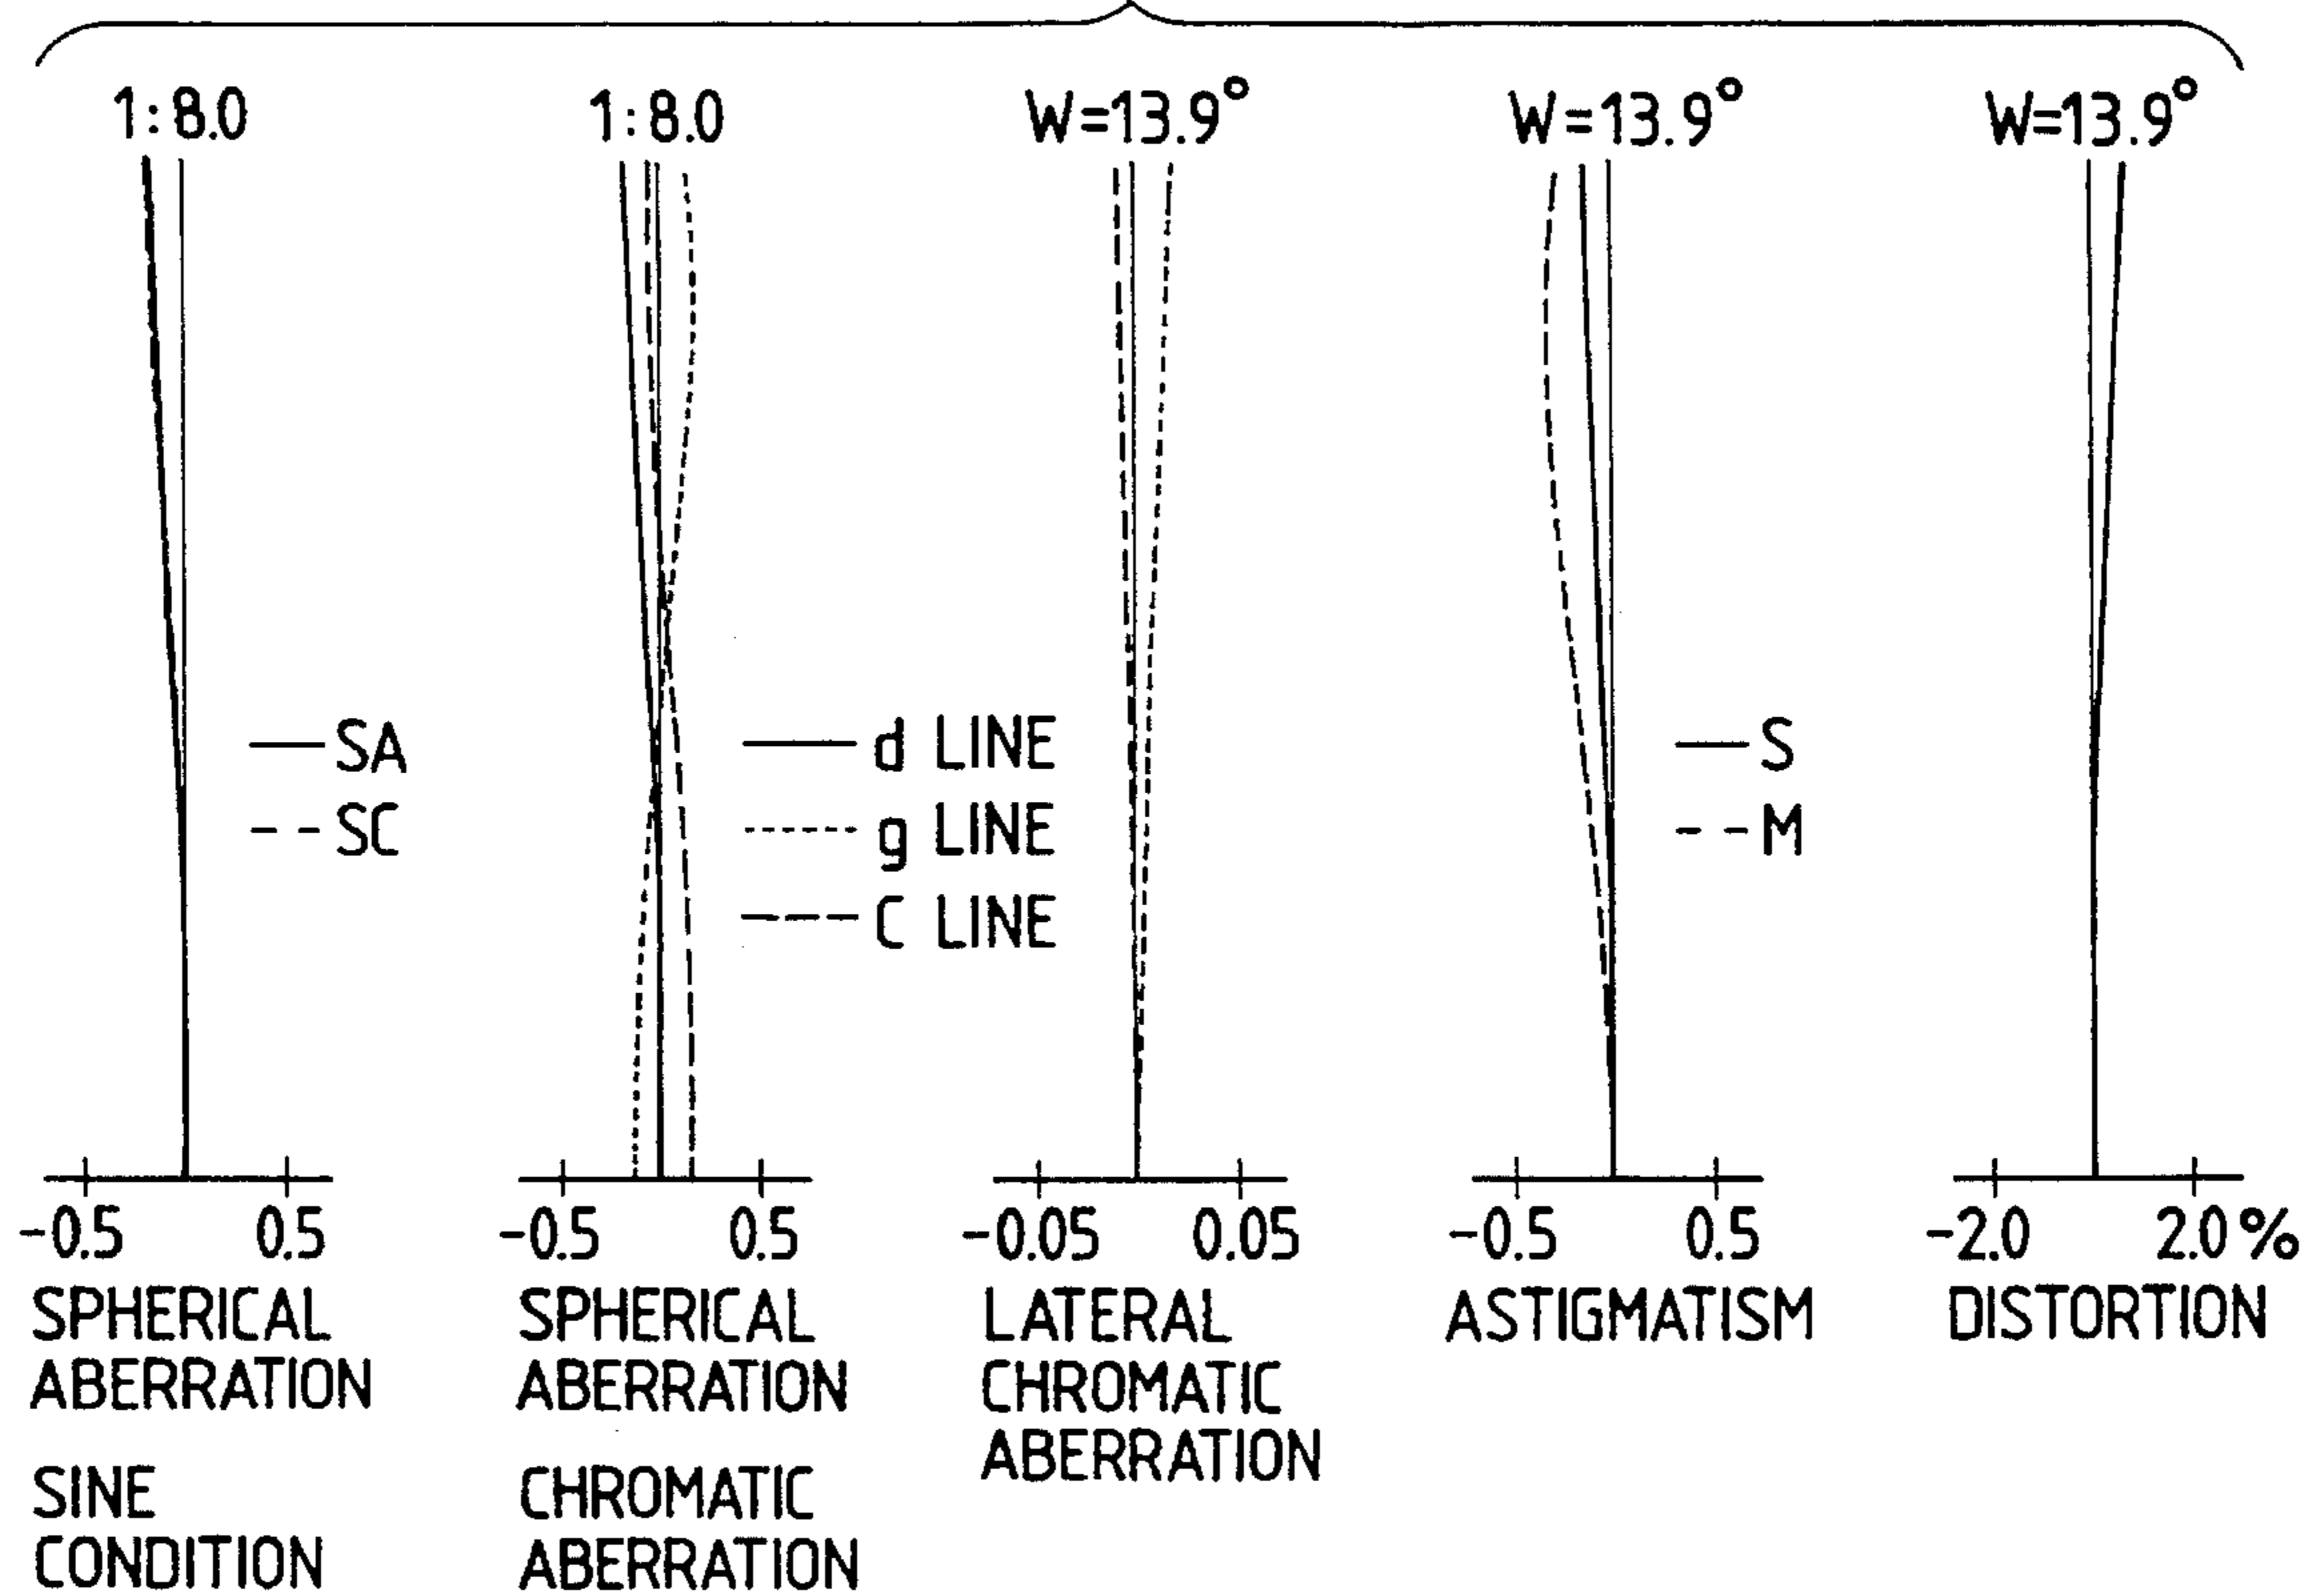 1:8.0
1:8.0
W=13.9°
W=13.9°
W=13.9°
SA
SC
d LINE
g LINE
C LINE
S
M
-0.5 0.5
-0.5 0.5
-0.05 0.05
-0.5 0.5
-2.0 2.0%
SPHERICAL
ABERRATION
SINE
CONDITION
SPHERICAL
ABERRATION
CHROMATIC
ABERRATION
LATERAL
CHROMATIC
ABERRATION
ASTIGMATISM
DISTORTION